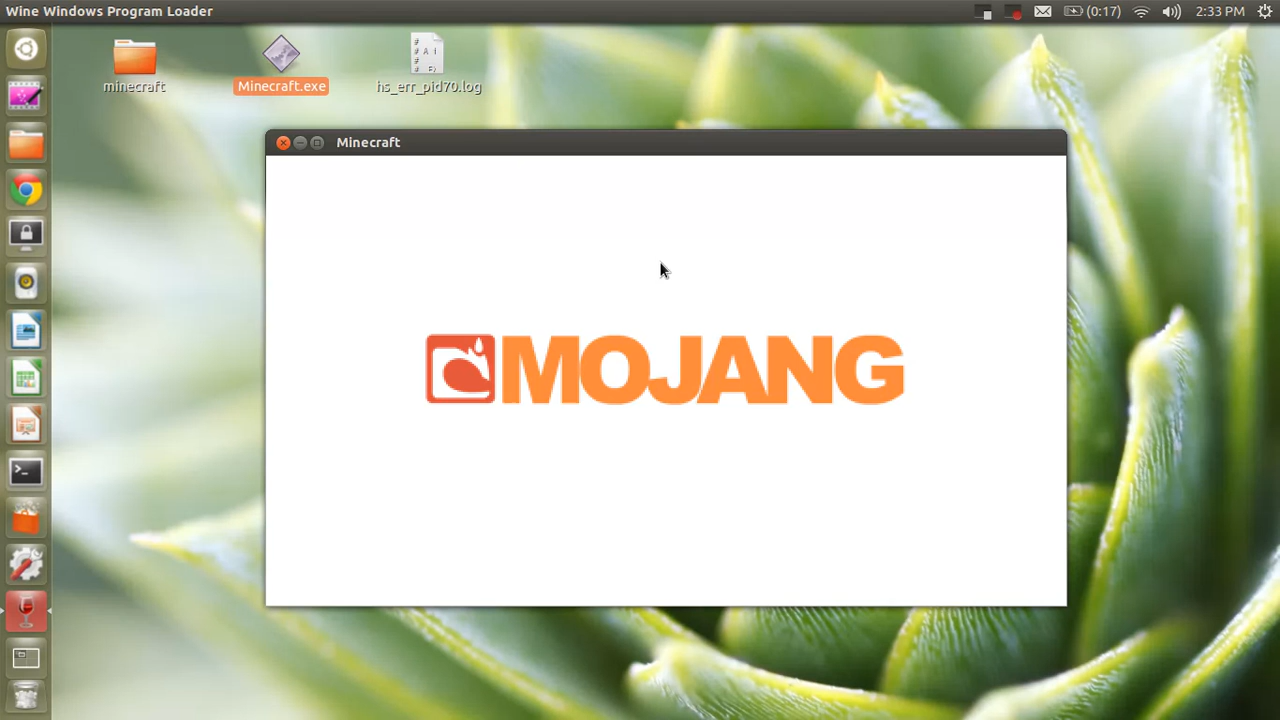 Wine Windows Program Loader
(0:17)
2:33 PM
minecraft
Minecraft.exe
hs_err_pid70.log
Minecraft
MOJANG